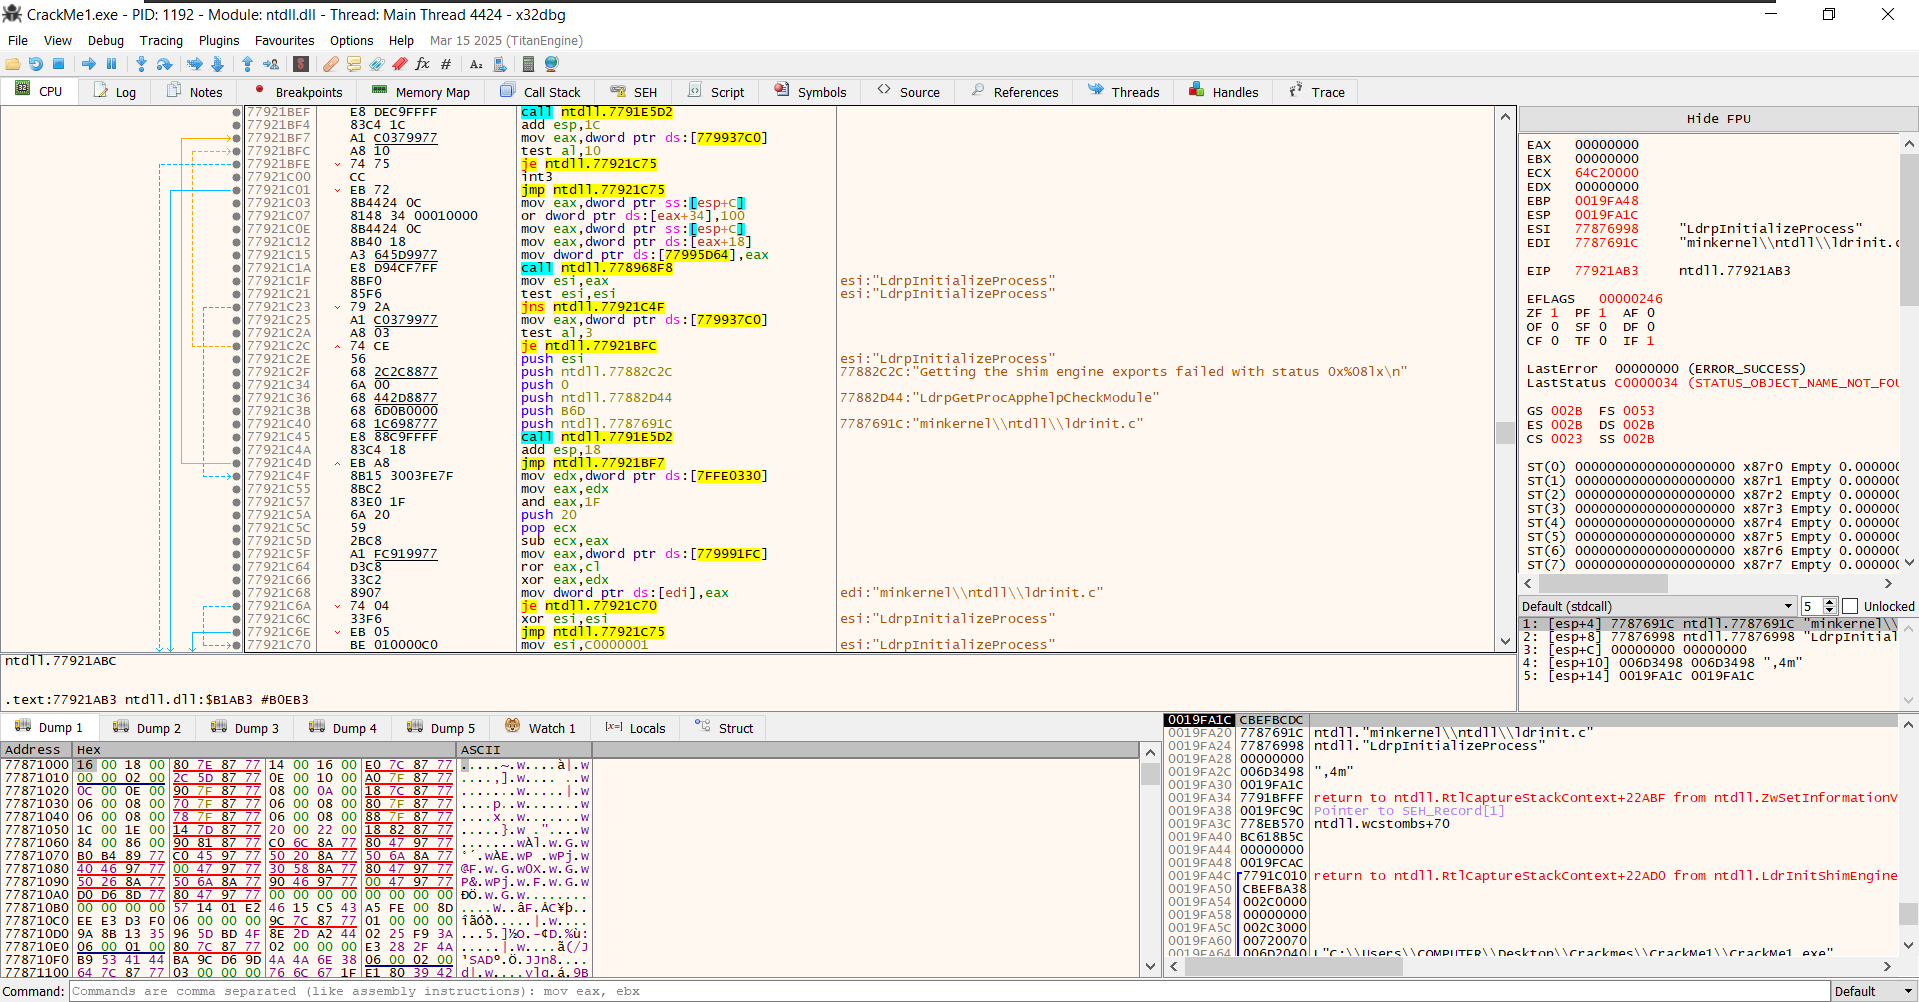 CrackMe1.exe - PID: 1192 - Module: ntdll.dll - Thread: Main Thread 4424 - x32dbg
File View Debug Tracing Plugins Favourites Options Help Mar 15 2025 (TitanEngine)
CPU Log Notes Breakpoints Memory Map Call Stack SEH Script Symbols Source References Threads Handles Trace
77921BEF E8 DEC9FFFF call ntdll.7791E5D2
77921BF4 83C4 1C add esp,1C
77921BF7 A1 C0379977 mov eax,dword ptr ds:[779937C0]
77921BFC A8 10 test al,10
77921BFE 74 75 je ntdll.77921C75
77921C00 CC int3
77921C01 EB 72 jmp ntdll.77921C75
77921C03 8B4424 0C mov eax,dword ptr ss:[esp+C]
77921C07 8148 34 00010000 or dword ptr ds:[eax+34],100
77921C0E 8B4424 0C mov eax,dword ptr ss:[esp+C]
77921C12 8B40 18 mov eax,dword ptr ds:[eax+18]
77921C15 A3 645D9977 mov dword ptr ds:[77995D64],eax
77921C1A E8 D94CF7FF call ntdll.778968F8
77921C1F 8BF0 mov esi,eax esi:"LdrpInitializeProcess"
77921C21 85F6 test esi,esi esi:"LdrpInitializeProcess"
77921C23 79 2A jns ntdll.77921C4F
77921C25 A1 C0379977 mov eax,dword ptr ds:[779937C0]
77921C2A A8 03 test al,3
77921C2C 74 CE je ntdll.77921BFC
77921C2E 56 push esi esi:"LdrpInitializeProcess"
77921C2F 68 2C2C8877 push ntdll.77882C2C 77882C2C:"Getting the shim engine exports failed with status 0x%08lx\n"
77921C34 6A 00 push 0
77921C36 68 442D8877 push ntdll.77882D44 77882D44:"LdrpGetProcApphelpCheckModule"
77921C3B 68 6D0B0000 push B6D
77921C40 68 1C698777 push ntdll.7787691C 7787691C:"minkernel\\ntdll\\ldrinit.c"
77921C45 E8 88C9FFFF call ntdll.7791E5D2
77921C4A 83C4 18 add esp,18
77921C4D EB A8 jmp ntdll.77921BF7
77921C4F 8B15 3003FE7F mov edx,dword ptr ds:[7FFE0330]
77921C55 8BC2 mov eax,edx
77921C57 83E0 1F and eax,1F
77921C5A 6A 20 push 20
77921C5C 59 pop ecx
77921C5D 2BC8 sub ecx,eax
77921C5F A1 FC919977 mov eax,dword ptr ds:[779991FC]
77921C64 D3C8 ror eax,cl
77921C66 33C2 xor eax,edx
77921C68 8907 mov dword ptr ds:[edi],eax edi:"minkernel\\ntdll\\ldrinit.c"
77921C6A 74 04 je ntdll.77921C70
77921C6C 33F6 xor esi,esi esi:"LdrpInitializeProcess"
77921C6E EB 05 jmp ntdll.77921C75
77921C70 BE 010000C0 mov esi,C0000001 esi:"LdrpInitializeProcess"
ntdll.77921ABC
.text:77921AB3 ntdll.dll:$B1AB3 #B0EB3
Hide FPU
EAX 00000000
EBX 00000000
ECX 64C20000
EDX 00000000
EBP 0019FA48
ESP 0019FA1C
ESI 77876998 "LdrpInitializeProcess"
EDI 7787691C "minkernel\\ntdll\\ldrinit.c
EIP 77921AB3 ntdll.77921AB3
EFLAGS 00000246
ZF 1 PF 1 AF 0
OF 0 SF 0 DF 0
CF 0 TF 0 IF 1
LastError 00000000 (ERROR_SUCCESS)
LastStatus C0000034 (STATUS_OBJECT_NAME_NOT_FOU
GS 002B FS 0053
ES 002B DS 002B
CS 0023 SS 002B
ST(0) 00000000000000000000 x87r0 Empty 0.00000
ST(1) 00000000000000000000 x87r1 Empty 0.00000
ST(2) 00000000000000000000 x87r2 Empty 0.00000
ST(3) 00000000000000000000 x87r3 Empty 0.00000
ST(4) 00000000000000000000 x87r4 Empty 0.00000
ST(5) 00000000000000000000 x87r5 Empty 0.00000
ST(6) 00000000000000000000 x87r6 Empty 0.00000
ST(7) 00000000000000000000 x87r7 Empty 0.00000
Default (stdcall) 5 Unlocked
1: [esp+4] 7787691C ntdll.7787691C "minkernel\\
2: [esp+8] 77876998 ntdll.77876998 "LdrpInitial
3: [esp+C] 00000000 00000000
4: [esp+10] 006D3498 006D3498 ",4m"
5: [esp+14] 0019FA1C 0019FA1C
Dump 1 Dump 2 Dump 3 Dump 4 Dump 5 Watch 1 Locals Struct
Address Hex ASCII
77871000 16 00 18 00 80 7E 87 77 14 00 16 00 E0 7C 87 77 .....~.w....à|.w
77871010 00 00 02 00 2C 5D 87 77 0E 00 10 00 A0 7F 87 77
77871020 0C 00 0E 00 90 7F 87 77 08 00 0A 00 18 7C 87 77
77871030 06 00 08 00 70 7F 87 77 06 00 08 00 80 7F 87 77
77871040 06 00 08 00 78 7F 87 77 06 00 08 00 88 7F 87 77
77871050 1C 00 1E 00 14 7D 87 77 20 00 22 00 18 82 87 77
77871060 84 00 86 00 90 81 87 77 C0 6C 8A 77 80 47 97 77
77871070 B0 B4 89 77 C0 45 97 77 50 20 8A 77 50 6A 8A 77
77871080 40 46 97 77 00 47 97 77 30 58 8A 77 80 47 97 77
77871090 50 26 8A 77 50 6A 8A 77 90 46 97 77 00 47 97 77
778710A0 D0 D6 8D 77 80 47 97 77 00 00 00 00 00 00 00 00
778710B0 00 00 00 00 57 14 01 E2 46 15 C5 43 A5 FE 00 8D
778710C0 EE E3 D3 F0 06 00 00 00 9C 7C 87 77 01 00 00 00
778710D0 9A 8B 13 35 96 5D BD 4F 8E 2D A2 44 02 25 F9 3A
778710E0 06 00 01 00 80 7C 87 77 02 00 00 00 E3 28 2F 4A
778710F0 B9 53 41 44 BA 9C D6 9D 4A 4A 6E 38 06 00 02 00
77871100 64 7C 87 77 03 00 00 00 76 6C 67 1F E1 80 39 42
0019FA1C CBEFBCDC
0019FA20 7787691C ntdll."minkernel\\ntdll\\ldrinit.c"
0019FA24 77876998 ntdll."LdrpInitializeProcess"
0019FA28 00000000
0019FA2C 006D3498 ",4m"
0019FA30 0019FA1C
0019FA34 7791BFFF return to ntdll.RtlCaptureStackContext+22ABF from ntdll.ZwSetInformationV
0019FA38 0019FC9C Pointer to SEH_Record[1]
0019FA3C 778EB570 ntdll.wcstombs+70
0019FA40 BC618B5C
0019FA44 00000000
0019FA48 0019FCAC
0019FA4C 7791C010 return to ntdll.RtlCaptureStackContext+22AD0 from ntdll.LdrInitShimEngine
0019FA50 CBEFBA38
0019FA54 002C0000
0019FA58 00000000
0019FA5C 002C3000
0019FA60 00720070
0019FA64 006D2040 L"C:\\Users\\COMPUTER\\Desktop\\Crackmes\\CrackMe1\\CrackMe1.exe"
Command: Commands are comma separated (like assembly instructions): mov eax, ebx Default